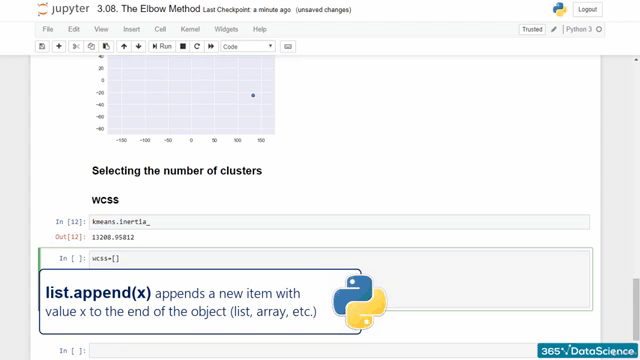 jupyter 3.08. The Elbow Method Last Checkpoint: a minute ago (unsaved changes)
Logout
File Edit View Insert Cell Kernel Widgets Help
Trusted Python 3
Run Code
40
20
0
-20
-40
-60
-80
-150 -100 -50 0 50 100 150
Selecting the number of clusters
WCSS
In [12]: kmeans.inertia_
Out[12]: 13208.95812
In [ ]: wcss=[]
list.append(x) appends a new item with
value x to the end of the object (list, array, etc.)
In [ ]:
365 DataScience